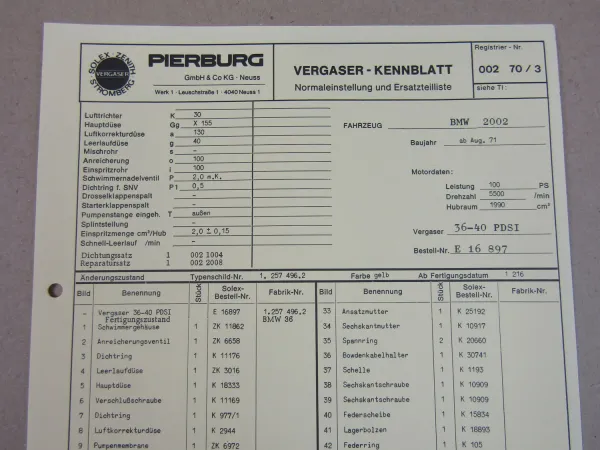 SOLEX ZENITH
VERGASER
STROMBERG
PIERBURG
GmbH & Co KG · Neuss
Werk 1 · Leuschstraße 1 · 4040 Neuss 1
VERGASER - KENNBLATT
Normaleinstellung und Ersatzteilliste
Registrier - Nr.
002 70 / 3
siehe TI :
Lufttrichter K 30
Hauptdüse Gg X 155
Luftkorrekturdüse a 130
Leerlaufdüse g 40
Mischrohr s -
Anreicherung o 100
Einspritzrohr i 100
Schwimmernadelventil P 2,0 m.K.
Dichtring f. SNV P1 0,5
Drosselklappenspalt -
Starterklappenspalt -
Pumpenstange eingeh. T außen
Splintstellung -
Einspritzmenge cm³/Hub 2,0 ± 0,15
Schnell-Leerlauf /min -
Dichtungssatz 1 002 1004
Reparatursatz 1 002 2008
FAHRZEUG BMW 2002
Baujahr ab Aug. 71
Motordaten:
Leistung 100 PS
Drehzahl 5500 /min
Hubraum 1990 cm³
Vergaser 36-40 PDSI
Bestell-Nr. E 16 897
Änderungszustand Typenschild-Nr. 1. 257 496.2 Farbe gelb Ab Fertigungsdatum 1 216
Bild Benennung Stück Solex-Bestell-Nr. Fabrik-Nr. Bild Benennung Stück Solex-Bestell-Nr. Fabrik-Nr.
- Vergaser 36-40 PDSI E 16897 1.257 496.2
Fertigungszustand BMW 36
1 Schwimmergehäuse 1 ZK 11862
2 Anreicherungsventil 1 ZK 6658
3 Dichtring 1 K 11176
4 Leerlaufdüse 1 ZK 3016
5 Hauptdüse 1 K 18333
6 Verschlußschraube 1 K 11169
7 Dichtring 1 K 977/1
8 Luftkorrekturdüse 1 K 2944
9 Pumpenmembrane 1 ZK 6972
33 Ansatzmutter 1 K 25192
34 Sechskantmutter 1 K 10917
35 Spannring 2 K 20660
36 Bowdenkabelhalter 1 K 30741
37 Schelle 1 K 1193
38 Sechskantschraube 1 K 10909
39 Sechskantschraube 1 K 10909
40 Federscheibe 1 K 15834
41 Lagerbolzen 1 K 18893
42 Federring 1 K 105